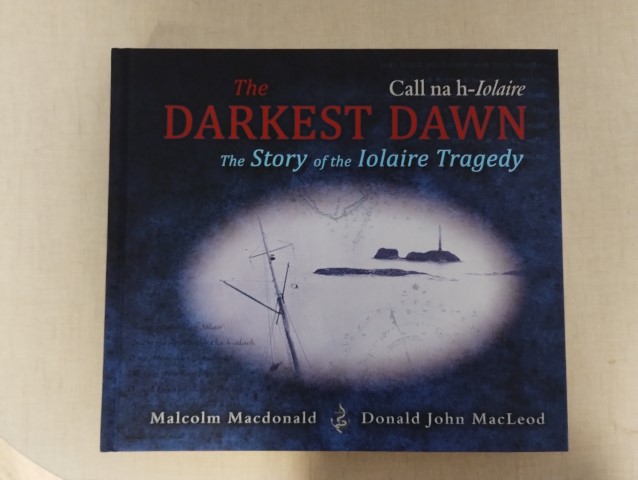 The
Call na h-Iolaire
DARKEST DAWN
The Story of the Iolaire Tragedy
Malcolm Macdonald
Donald John MacLeod